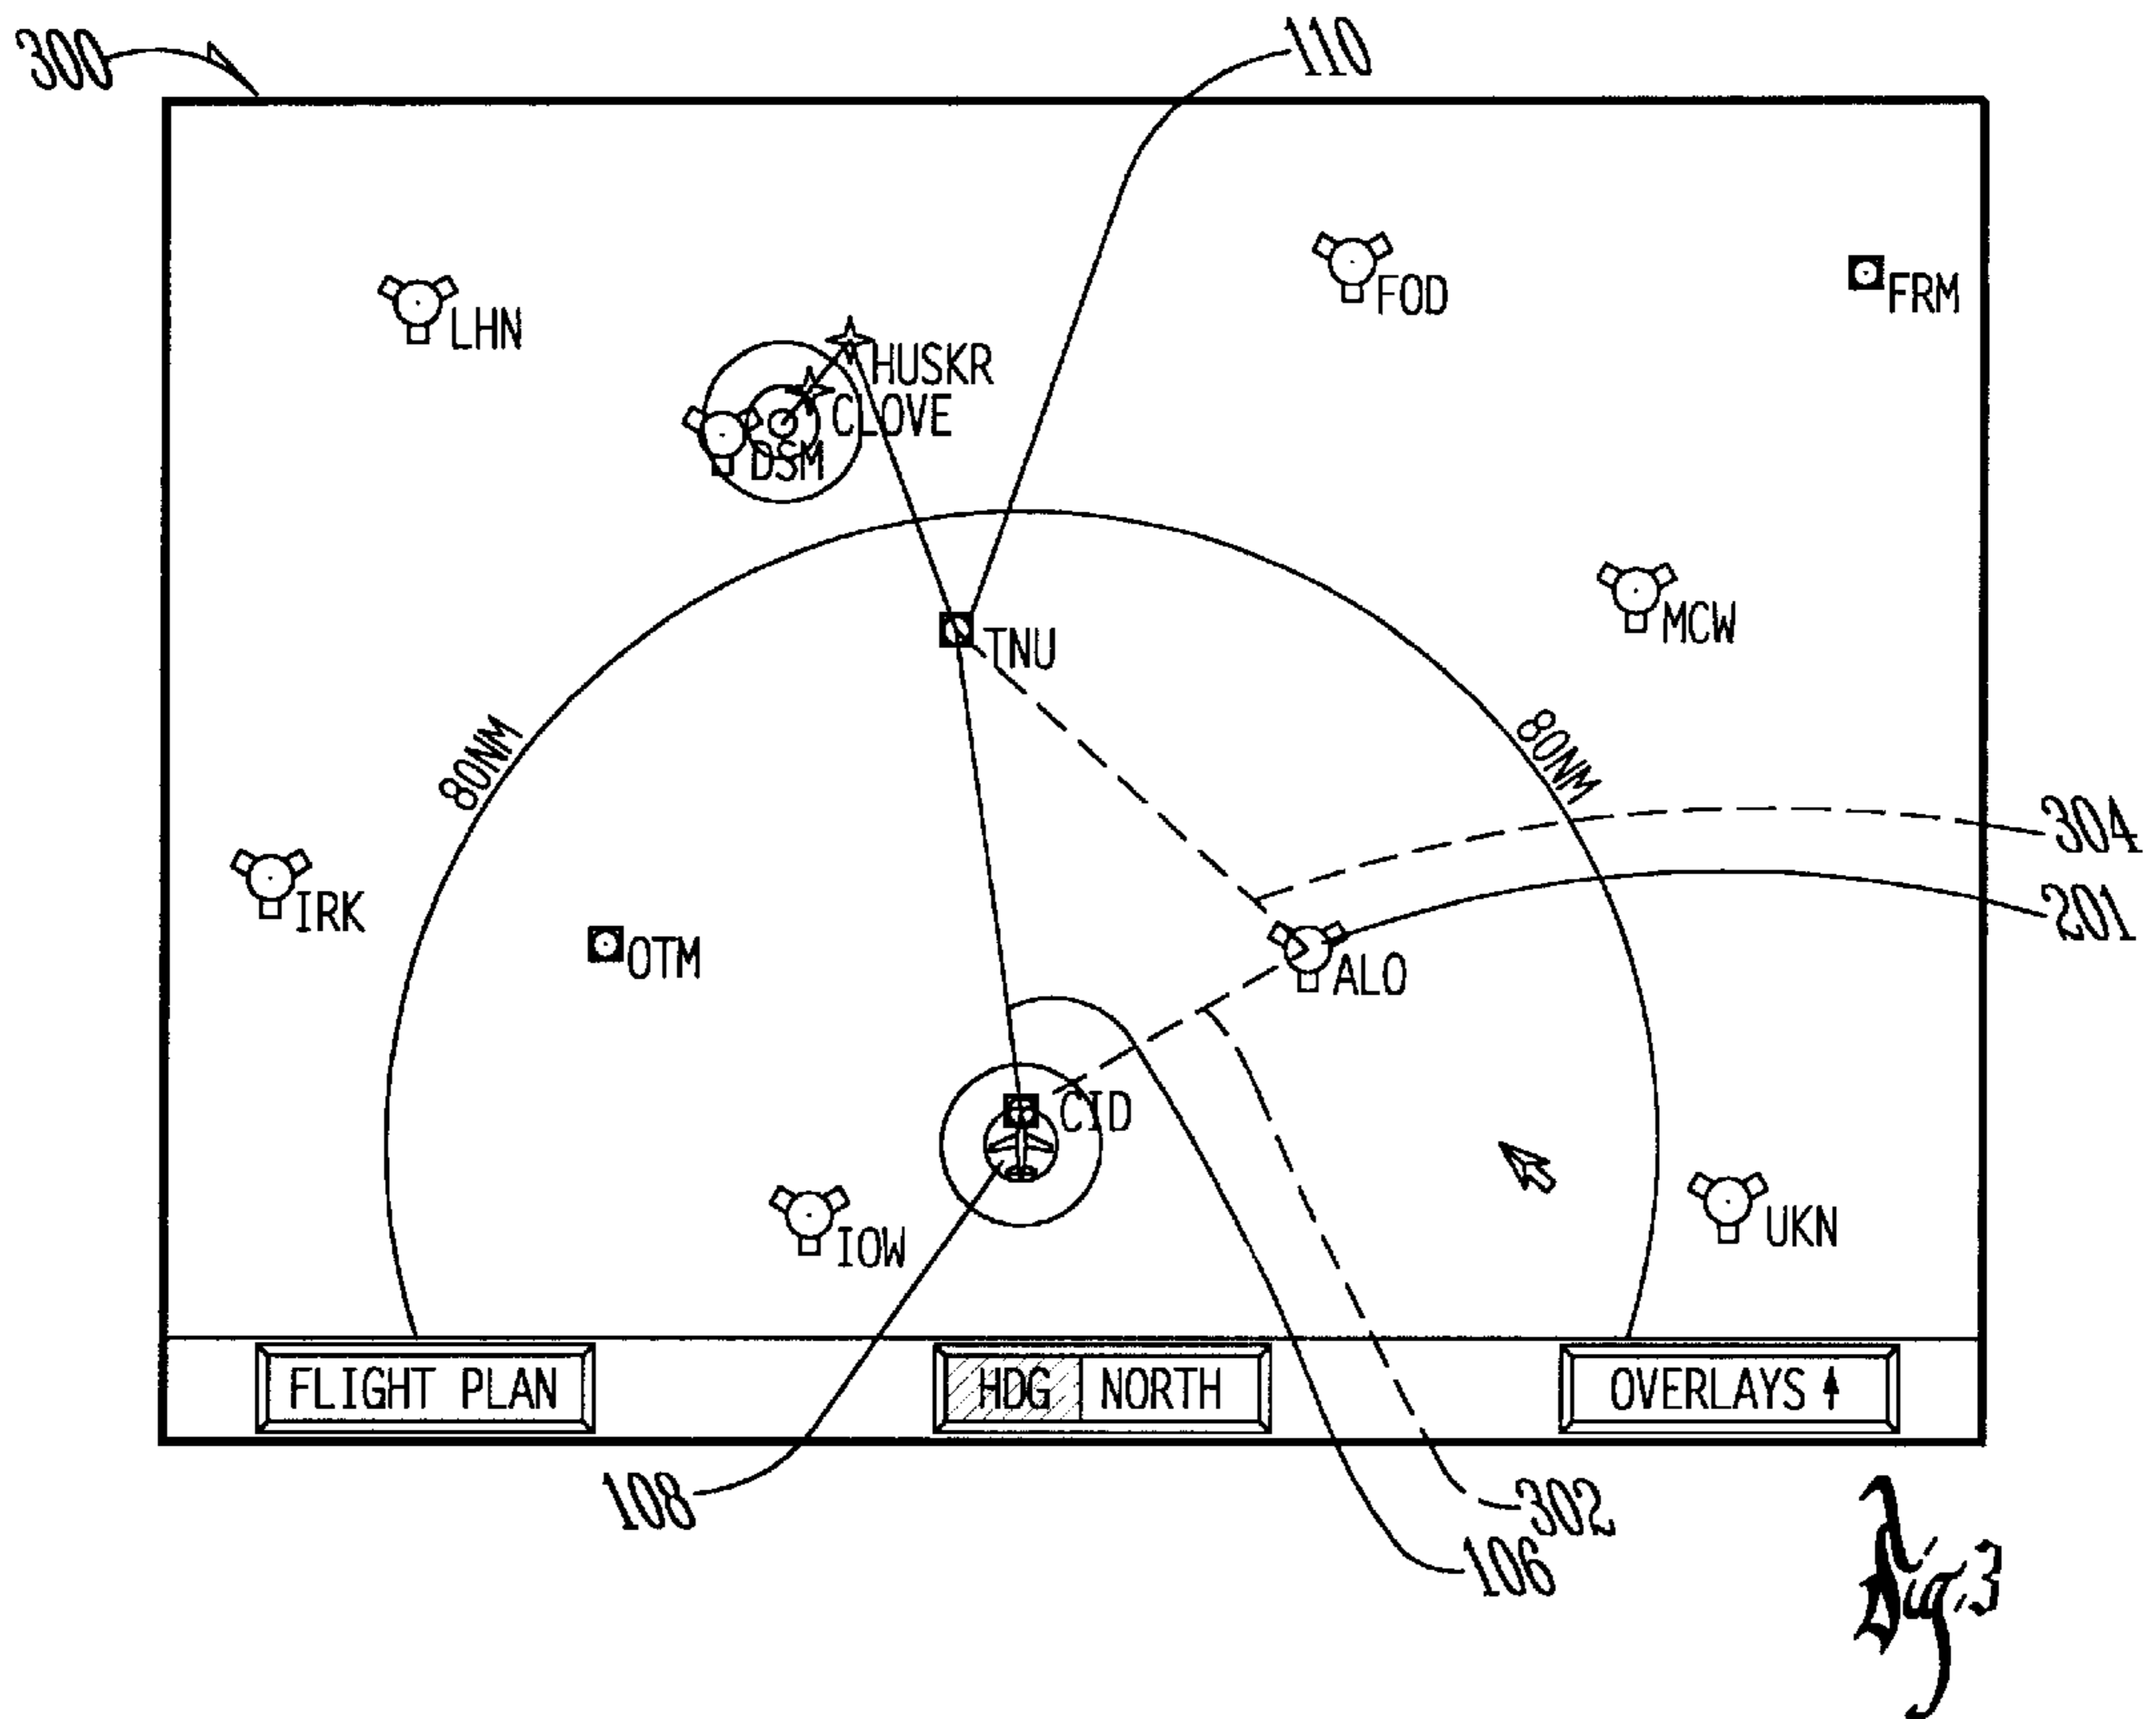 300
110
FOD
FRM
LHN
HUSKR
CLOVE
DSM
MCW
TNU
80NM
80NM
304
IRK
201
OTM
ALO
CID
UKN
IOW
FLIGHT PLAN
HDG NORTH
OVERLAYS
108
302
106
Fig. 3